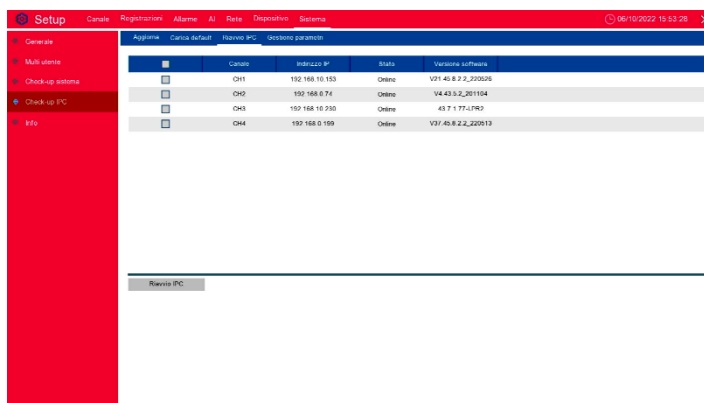 Setup Canale Registrazioni Allarme AI Rete Dispositivo Sistema 06/10/2022 15:53:28
Generale
Multi utente
Check-up sistema
Check-up IPC
Info
Aggiorna Carica default Riavvio IPC Gestione parametri
Canale Indirizzo IP Stato Versione software
CH1 192.168.10.153 Online V21.45.8.2.2_220526
CH2 192.168.0.74 Online V4.43.5.2_201104
CH3 192.168.10.230 Online 43.7.1.77-LPR2
CH4 192.168.0.199 Online V37.45.8.2.2_220513
Riavvio IPC